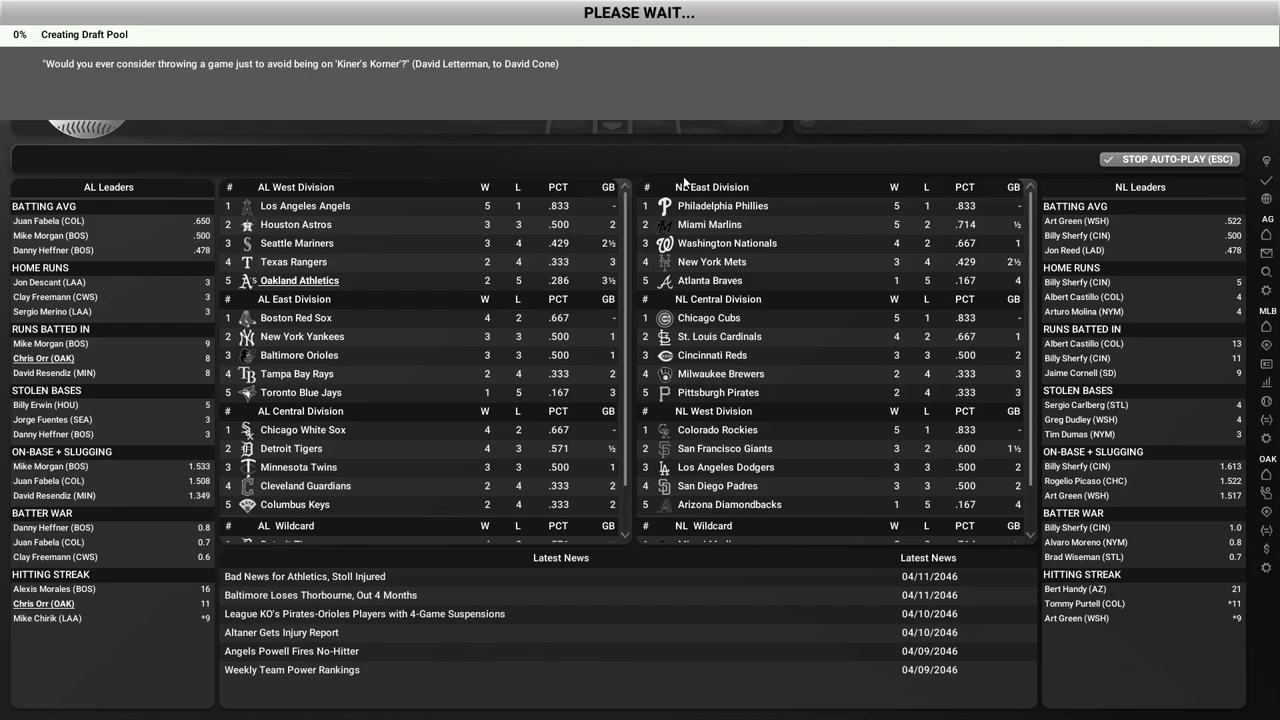 PLEASE WAIT...
0% Creating Draft Pool
"Would you ever consider throwing a game just to avoid being on 'Kiner's Korner'?" (David Letterman, to David Cone)
STOP AUTO-PLAY (ESC)
AL Leaders
BATTING AVG
Juan Fabela (COL) .650
Mike Morgan (BOS) .500
Danny Heffner (BOS) .478
HOME RUNS
Jon Descant (LAA) 3
Clay Freemann (CWS) 3
Sergio Merino (LAA) 3
RUNS BATTED IN
Mike Morgan (BOS) 9
Chris Orr (OAK) 8
David Resendiz (MIN) 8
STOLEN BASES
Billy Erwin (HOU) 5
Jorge Fuentes (SEA) 3
Danny Heffner (BOS) 3
ON-BASE + SLUGGING
Mike Morgan (BOS) 1.533
Juan Fabela (COL) 1.508
David Resendiz (MIN) 1.349
BATTER WAR
Danny Heffner (BOS) 0.8
Juan Fabela (COL) 0.7
Clay Freemann (CWS) 0.6
HITTING STREAK
Alexis Morales (BOS) 16
Chris Orr (OAK) 11
Mike Chirik (LAA) *9
# AL West Division W L PCT GB
1 Los Angeles Angels 5 1 .833 -
2 Houston Astros 3 3 .500 2
3 Seattle Mariners 3 4 .429 2½
4 Texas Rangers 2 4 .333 3
5 Oakland Athletics 2 5 .286 3½
# AL East Division W L PCT GB
1 Boston Red Sox 4 2 .667 -
2 New York Yankees 3 3 .500 1
3 Baltimore Orioles 3 3 .500 1
4 Tampa Bay Rays 2 4 .333 2
5 Toronto Blue Jays 1 5 .167 3
# AL Central Division W L PCT GB
1 Chicago White Sox 4 2 .667 -
2 Detroit Tigers 4 3 .571 ½
3 Minnesota Twins 3 3 .500 1
4 Cleveland Guardians 2 4 .333 2
5 Columbus Keys 2 4 .333 2
# AL Wildcard W L PCT GB
# NL East Division W L PCT GB
1 Philadelphia Phillies 5 1 .833 -
2 Miami Marlins 5 2 .714 ½
3 Washington Nationals 4 2 .667 1
4 New York Mets 3 4 .429 2½
5 Atlanta Braves 1 5 .167 4
# NL Central Division W L PCT GB
1 Chicago Cubs 5 1 .833 -
2 St. Louis Cardinals 4 2 .667 1
3 Cincinnati Reds 3 3 .500 2
4 Milwaukee Brewers 2 4 .333 3
5 Pittsburgh Pirates 2 4 .333 3
# NL West Division W L PCT GB
1 Colorado Rockies 5 1 .833 -
2 San Francisco Giants 3 2 .600 1½
3 Los Angeles Dodgers 3 3 .500 2
4 San Diego Padres 3 3 .500 2
5 Arizona Diamondbacks 1 5 .167 4
# NL Wildcard W L PCT GB
Latest News Latest News
Bad News for Athletics, Stoll Injured 04/11/2046
Baltimore Loses Thorbourne, Out 4 Months 04/11/2046
League KO's Pirates-Orioles Players with 4-Game Suspensions 04/10/2046
Altaner Gets Injury Report 04/10/2046
Angels Powell Fires No-Hitter 04/09/2046
Weekly Team Power Rankings 04/09/2046
NL Leaders
BATTING AVG
Art Green (WSH) .522
Billy Sherfy (CIN) .500
Jon Reed (LAD) .478
HOME RUNS
Billy Sherfy (CIN) 5
Albert Castillo (COL) 4
Arturo Molina (NYM) 4
RUNS BATTED IN
Albert Castillo (COL) 13
Billy Sherfy (CIN) 11
Jaime Cornell (SD) 9
STOLEN BASES
Sergio Carlberg (STL) 4
Greg Dudley (WSH) 4
Tim Dumas (NYM) 3
ON-BASE + SLUGGING
Billy Sherfy (CIN) 1.613
Rogelio Picaso (CHC) 1.522
Art Green (WSH) 1.517
BATTER WAR
Billy Sherfy (CIN) 1.0
Alvaro Moreno (NYM) 0.8
Brad Wiseman (STL) 0.7
HITTING STREAK
Bert Handy (AZ) 21
Tommy Purtell (COL) *11
Art Green (WSH) *9
AG
MLB
OAK